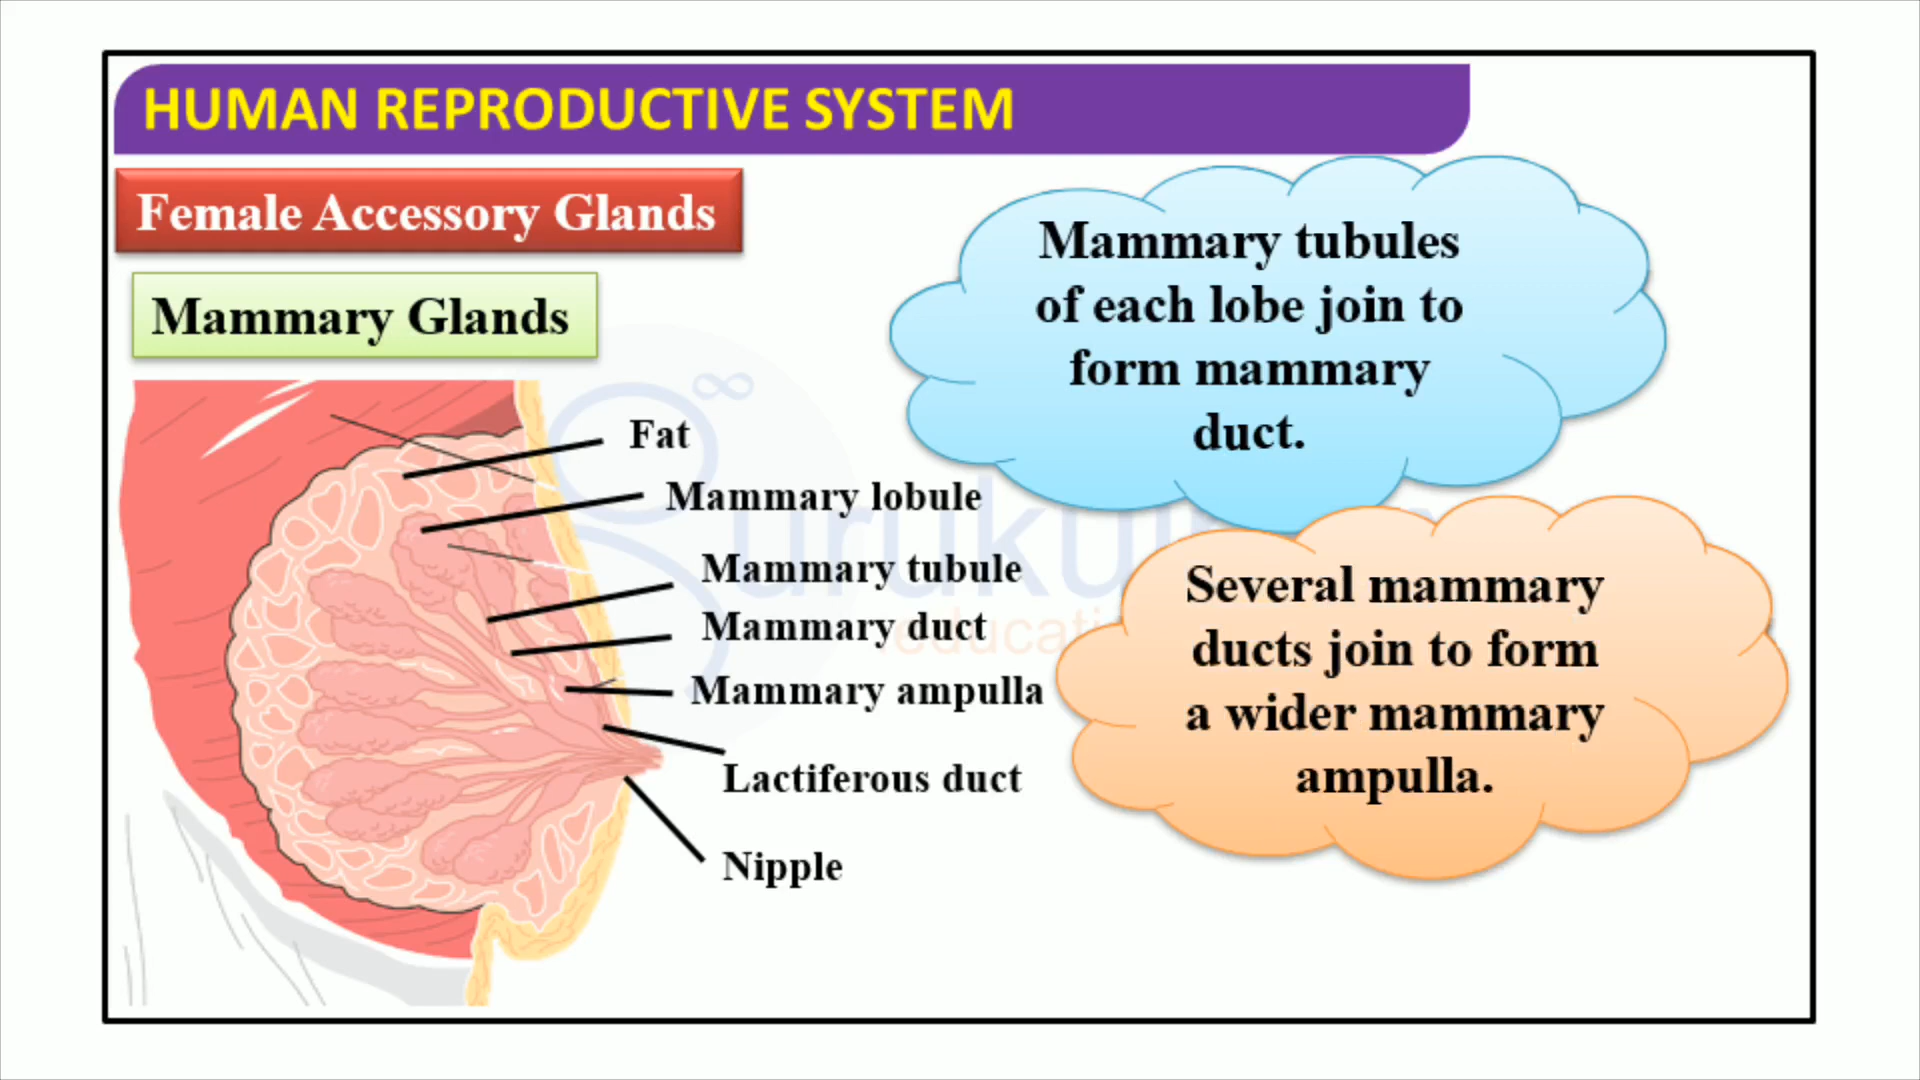 HUMAN REPRODUCTIVE SYSTEM
Female Accessory Glands
Mammary Glands
Fat
Mammary lobule
Mammary tubule
Mammary duct
Mammary ampulla
Lactiferous duct
Nipple
Mammary tubules
of each lobe join to
form mammary
duct.
Several mammary
ducts join to form
a wider mammary
ampulla.